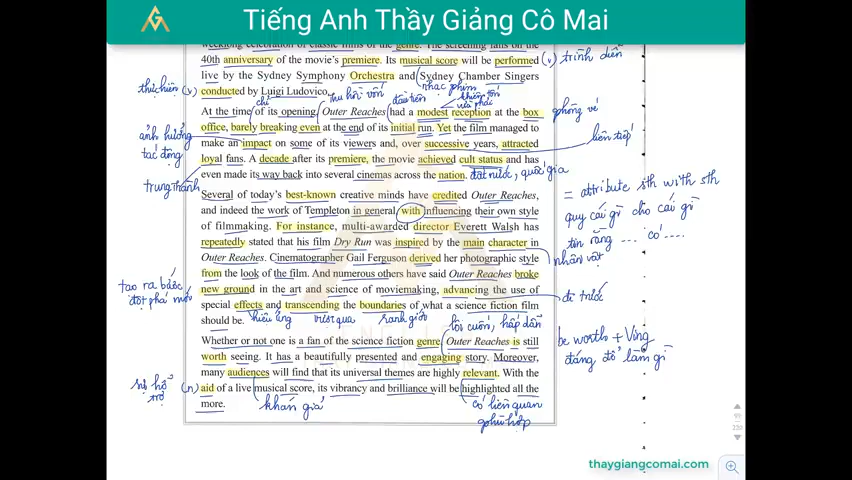 Tiếng Anh Thầy Giảng Cô Mai
weeklong celebration of classic films of the genre. The screening falls on the
40th anniversary of the movie's premiere. Its musical score will be performed (v) trình diễn
live by the Sydney Symphony Orchestra and Sydney Chamber Singers
nhạc phim
thực hiện (v) conducted by Luigi Ludovico.
chỉ thu hồi vốn đầu tiên khiêm tốn
vừa phải
At the time of its opening, Outer Reaches had a modest reception at the box phòng vé
office, barely breaking even at the end of its initial run. Yet the film managed to
ảnh hưởng liên tiếp
make an impact on some of its viewers and, over successive years, attracted
tác động
loyal fans. A decade after its premiere, the movie achieved cult status and has
even made its way back into several cinemas across the nation. đất nước, quốc gia
trung thành
Several of today's best-known creative minds have credited Outer Reaches, = attribute sth with sth
and indeed the work of Templeton in general with influencing their own style quy cái gì cho cái gì
of filmmaking. For instance, multi-awarded director Everett Walsh has tin rằng .... có ....
repeatedly stated that his film Dry Run was inspired by the main character in
Outer Reaches. Cinematographer Gail Ferguson derived her photographic style nhân vật
from the look of the film. And numerous others have said Outer Reaches broke
tạo ra bước
đột phá mới
new ground in the art and science of moviemaking, advancing the use of đi trước
special effects and transcending the boundaries of what a science fiction film
should be. hiệu ứng vượt qua ranh giới
lôi cuốn, hấp dẫn
Whether or not one is a fan of the science fiction genre Outer Reaches is still be worth + Ving
worth seeing. It has a beautifully presented and engaging story. Moreover, đáng để làm gì
many audiences will find that its universal themes are highly relevant. With the
sự hỗ trợ (n) aid of a live musical score, its vibrancy and brilliance will be highlighted all the
more. khán giả có liên quan
phù hợp
thaygiangcomai.com